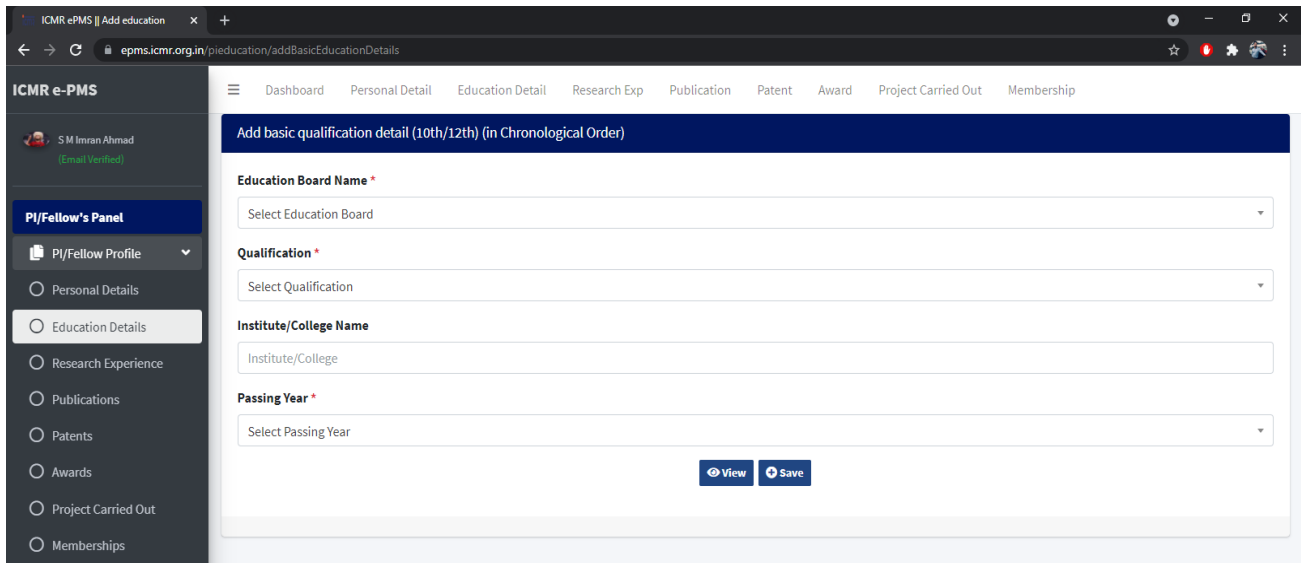 ICMR ePMS || Add education
epms.icmr.org.in/pieducation/addBasicEducationDetails
ICMR e-PMS
Dashboard Personal Detail Education Detail Research Exp Publication Patent Award Project Carried Out Membership
S M Imran Ahmad
(Email Verified)
PI/Fellow's Panel
PI/Fellow Profile
Personal Details
Education Details
Research Experience
Publications
Patents
Awards
Project Carried Out
Memberships
Add basic qualification detail (10th/12th) (in Chronological Order)
Education Board Name *
Select Education Board
Qualification *
Select Qualification
Institute/College Name
Institute/College
Passing Year *
Select Passing Year
View Save